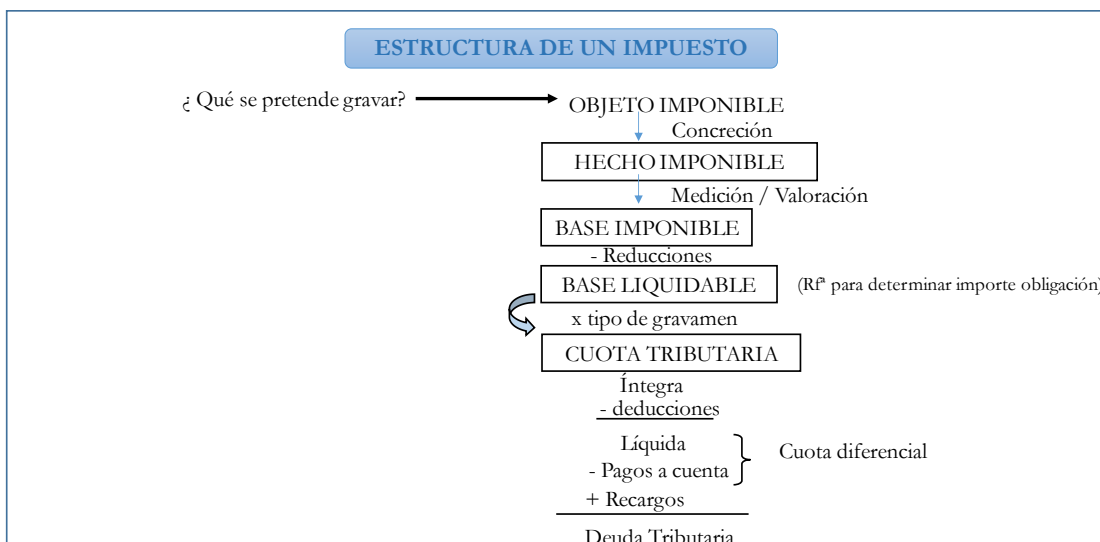 ESTRUCTURA DE UN IMPUESTO
¿ Qué se pretende gravar?
OBJETO IMPONIBLE
Concreción
HECHO IMPONIBLE
Medición / Valoración
BASE IMPONIBLE
- Reducciones
BASE LIQUIDABLE
(Rfª para determinar importe obligación)
x tipo de gravamen
CUOTA TRIBUTARIA
Íntegra
- deducciones
Líquida
- Pagos a cuenta
Cuota diferencial
+ Recargos
Deuda Tributaria